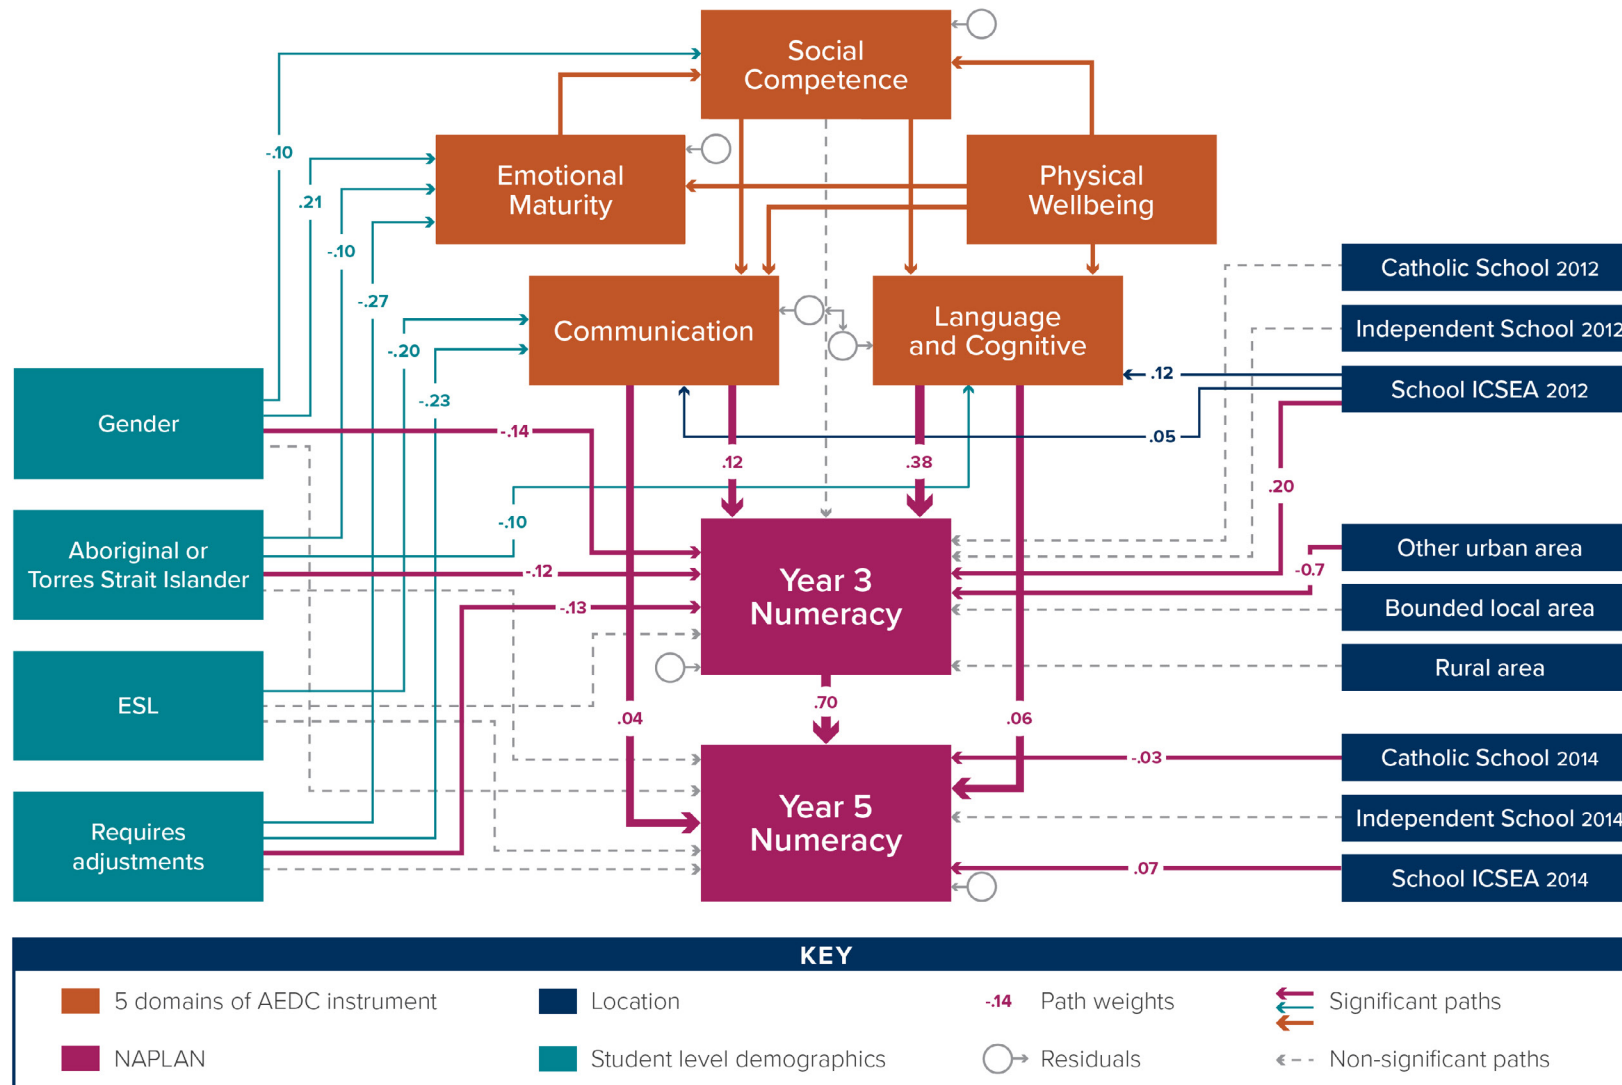 Social
Competence
Emotional
Maturity
Physical
Wellbeing
Communication
Language
and Cognitive
Gender
Aboriginal or
Torres Strait Islander
ESL
Requires
adjustments
Year 3
Numeracy
Year 5
Numeracy
Catholic School 2012
Independent School 2012
School ICSEA 2012
Other urban area
Bounded local area
Rural area
Catholic School 2014
Independent School 2014
School ICSEA 2014
-.10
.21
-.10
-.27
-.20
-.23
-.14
.12
.38
.12
.05
.20
-.10
-.12
-0.7
-.13
.70
.04
.06
-.03
.07
KEY
5 domains of AEDC instrument
Location
-.14 Path weights
Significant paths
NAPLAN
Student level demographics
Residuals
Non-significant paths